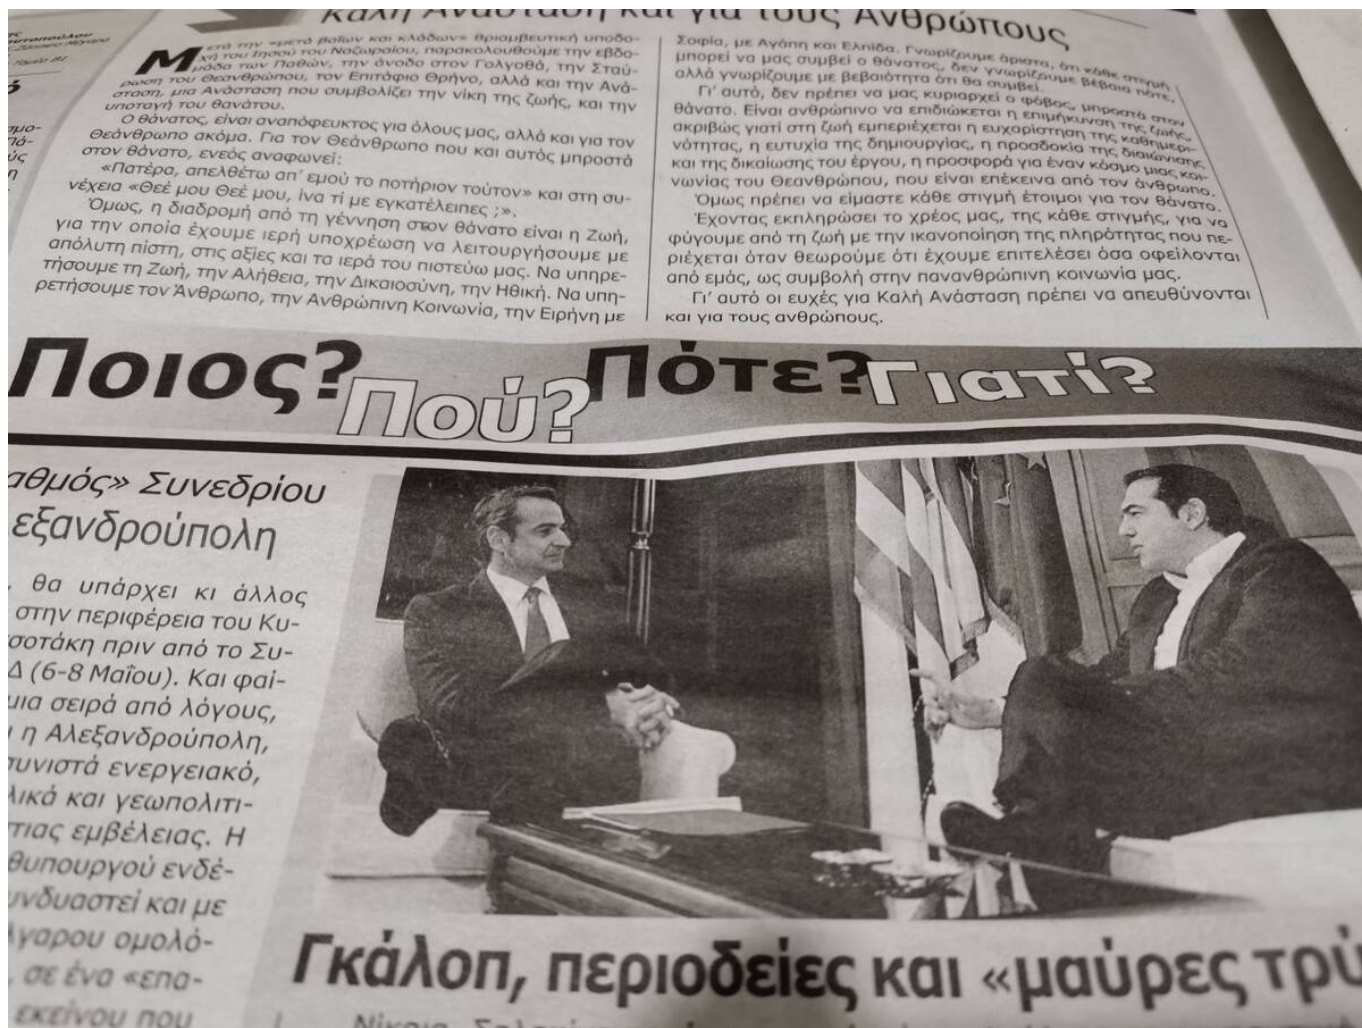 Καλή Ανάσταση και για τους Ανθρώπους
Μετά την «μετά βαΐων και κλάδων» θριαμβευτική υποδο-
χή του Ιησού του Ναζωραίου, παρακολουθούμε την εβδο-
μάδα των Παθών, την άνοδο στον Γολγοθά, την Σταύ-
ρωση του Θεανθρώπου, τον Επιτάφιο Θρήνο, αλλά και την Ανά-
σταση, μια Ανάσταση που συμβολίζει την νίκη της ζωής, και την
υποταγή του θανάτου.
Ο θάνατος, είναι αναπόφευκτος για όλους μας, αλλά και για τον
Θεάνθρωπο ακόμα. Για τον Θεάνθρωπο που και αυτός μπροστά
στον θάνατο, ενεός αναφωνεί:
«Πατέρα, απελθέτω απ' εμού το ποτήριον τούτον» και στη συ-
νέχεια «Θεέ μου Θεέ μου, ίνα τί με εγκατέλειπες ;».
Όμως, η διαδρομή από τη γέννηση στον θάνατο είναι η Ζωή,
για την οποία έχουμε ιερή υποχρέωση να λειτουργήσουμε με
απόλυτη πίστη, στις αξίες και τα ιερά του πιστεύω μας. Να υπηρε-
τήσουμε τη Ζωή, την Αλήθεια, την Δικαιοσύνη, την Ηθική. Να υπη-
ρετήσουμε τον Άνθρωπο, την Ανθρώπινη Κοινωνία, την Ειρήνη με
Σοφία, με Αγάπη και Ελπίδα. Γνωρίζουμε άριστα, ότι κάθε στιγμή
μπορεί να μας συμβεί ο θάνατος, δεν γνωρίζουμε βέβαια πότε,
αλλά γνωρίζουμε με βεβαιότητα ότι θα συμβεί.
Γι' αυτό, δεν πρέπει να μας κυριαρχεί ο φόβος, μπροστά στον
θάνατο. Είναι ανθρώπινο να επιδιώκεται η επιμήκυνση της ζωής,
ακριβώς γιατί στη ζωή εμπεριέχεται η ευχαρίστηση της καθημερι-
νότητας, η ευτυχία της δημιουργίας, η προσδοκία της διαιώνισης
και της δικαίωσης του έργου, η προσφορά για έναν κόσμο μιας κοι-
νωνίας του Θεανθρώπου, που είναι επέκεινα από τον άνθρωπο.
Όμως πρέπει να είμαστε κάθε στιγμή έτοιμοι για τον θάνατο.
Έχοντας εκπληρώσει το χρέος μας, της κάθε στιγμής, για να
φύγουμε από τη ζωή με την ικανοποίηση της πληρότητας που πε-
ριέχεται όταν θεωρούμε ότι έχουμε επιτελέσει όσα οφείλονται
από εμάς, ως συμβολή στην πανανθρώπινη κοινωνία μας.
Γι' αυτό οι ευχές για Καλή Ανάσταση πρέπει να απευθύνονται
και για τους ανθρώπους.
Ποιος? Πού? Πότε? Γιατί?
αθμός» Συνεδρίου
εξανδρούπολη
θα υπάρχει κι άλλος
στην περιφέρεια του Κυ-
σοτάκη πριν από το Συ-
Δ (6-8 Μαΐου). Και φαί-
μια σειρά από λόγους,
η Αλεξανδρούπολη,
συνιστά ενεργειακό,
λικά και γεωπολιτι-
τιας εμβέλειας. Η
θυπουργού ενδέ-
υνδυαστεί και με
λγαρου ομολό-
, σε ένα «επα-
εκείνου που
Γκάλοπ, περιοδείες και «μαύρες τρύ